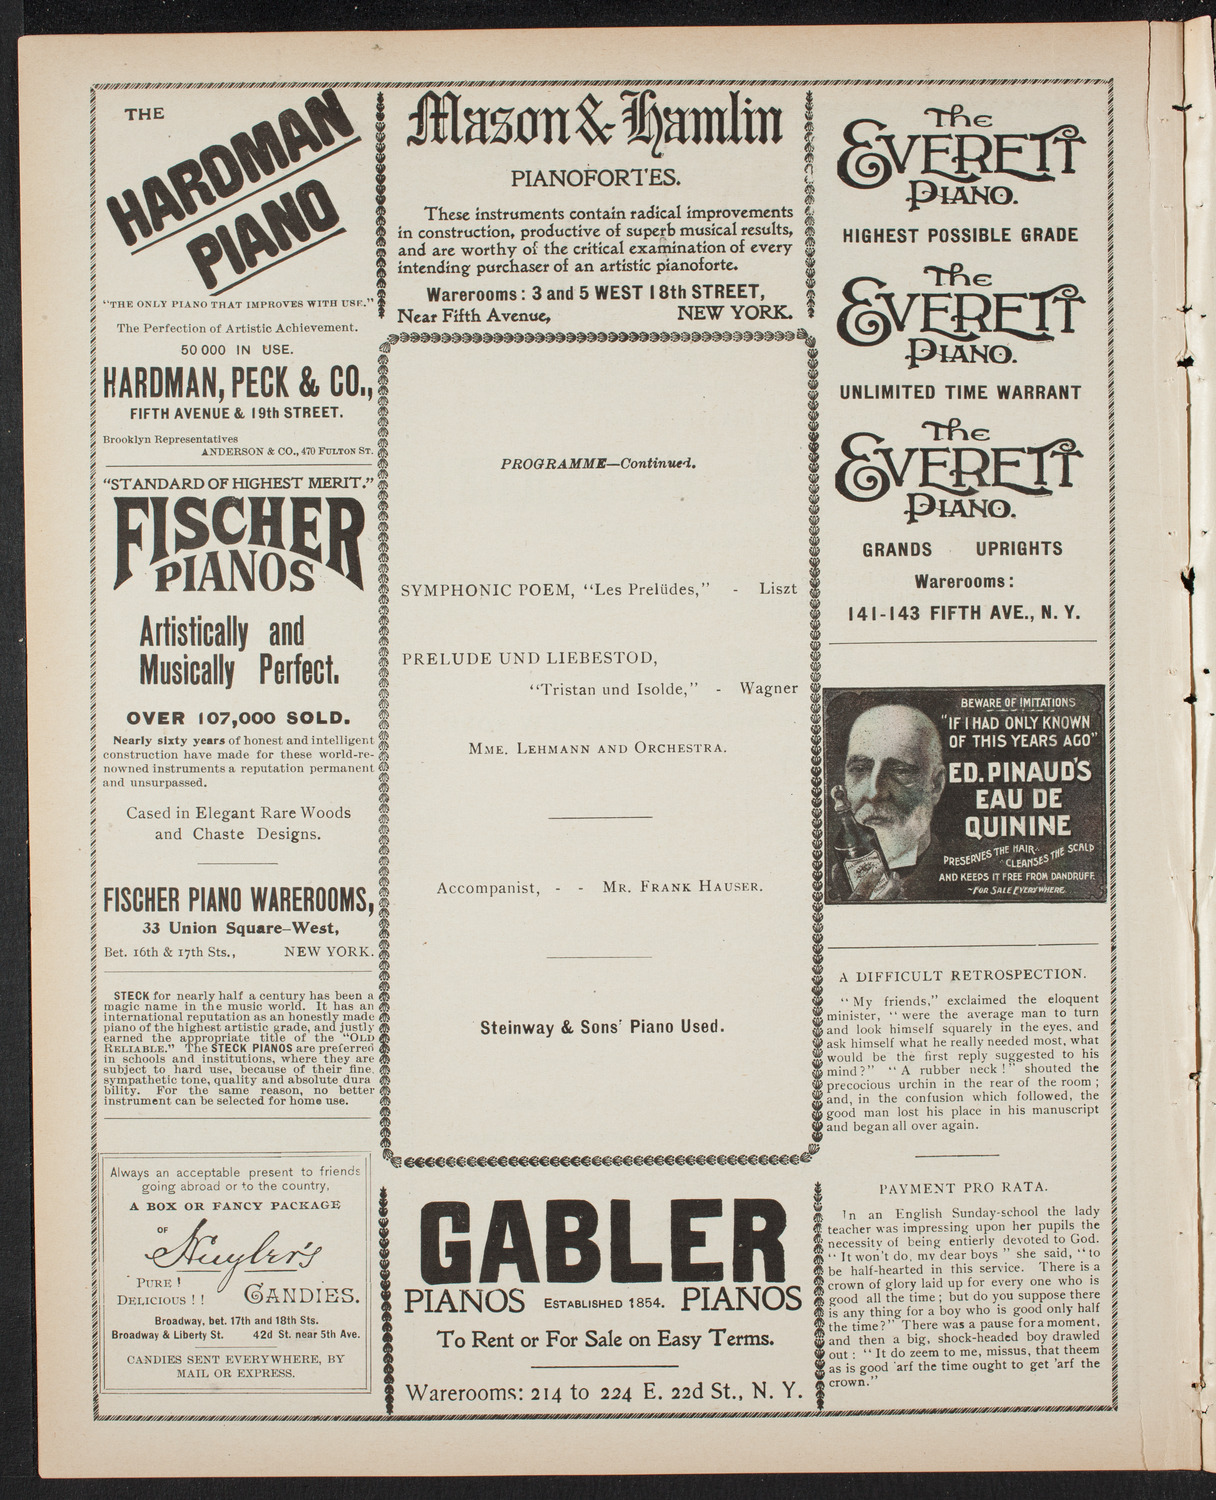 THE
HARDMAN
PIANO
"THE ONLY PIANO THAT IMPROVES WITH USE."
The Perfection of Artistic Achievement.
50 000 IN USE.
HARDMAN, PECK & CO.,
FIFTH AVENUE & 19th STREET.
Brooklyn Representatives
ANDERSON & CO., 470 FULTON ST.
"STANDARD OF HIGHEST MERIT."
FISCHER
PIANOS
Artistically and
Musically Perfect.
OVER 107,000 SOLD.
Nearly sixty years of honest and intelligent
construction have made for these world-re-
nowned instruments a reputation permanent
and unsurpassed.
Cased in Elegant Rare Woods
and Chaste Designs.
FISCHER PIANO WAREROOMS,
33 Union Square—West,
Bet. 16th & 17th Sts., NEW YORK.
STECK for nearly half a century has been a
magic name in the music world. It has an
international reputation as an honestly made
piano of the highest artistic grade, and justly
earned the appropriate title of the "OLD
RELIABLE." The STECK PIANOS are preferred
in schools and institutions, where they are
subject to hard use, because of their fine,
sympathetic tone, quality and absolute dura
bility. For the same reason, no better
instrument can be selected for home use.
Always an acceptable present to friends
going abroad or to the country,
A BOX OR FANCY PACKAGE
OF
Huyler's
PURE!
DELICIOUS!! CANDIES.
Broadway, bet. 17th and 18th Sts.
Broadway & Liberty St. 42d St. near 5th Ave.
CANDIES SENT EVERYWHERE, BY
MAIL OR EXPRESS.
Mason & Hamlin
PIANOFORTES.
These instruments contain radical improvements
in construction, productive of superb musical results,
and are worthy of the critical examination of every
intending purchaser of an artistic pianoforte.
Warerooms: 3 and 5 WEST 18th STREET,
Near Fifth Avenue, NEW YORK.
PROGRAMME—Continued.
SYMPHONIC POEM, "Les Prelüdes," - Liszt
PRELUDE UND LIEBESTOD,
"Tristan und Isolde," - Wagner
MME. LEHMANN AND ORCHESTRA.
Accompanist, - - MR. FRANK HAUSER.
Steinway & Sons' Piano Used.
GABLER
PIANOS ESTABLISHED 1854. PIANOS
To Rent or For Sale on Easy Terms.
Warerooms: 214 to 224 E. 22d St., N. Y.
The
EVERETT
PIANO.
HIGHEST POSSIBLE GRADE
The
EVERETT
PIANO.
UNLIMITED TIME WARRANT
The
EVERETT
PIANO.
GRANDS UPRIGHTS
Warerooms:
141-143 FIFTH AVE., N. Y.
BEWARE OF IMITATIONS
"IF I HAD ONLY KNOWN
OF THIS YEARS AGO"
ED. PINAUD'S
EAU DE
QUININE
PRESERVES THE HAIR
CLEANSES THE SCALP
AND KEEPS IT FREE FROM DANDRUFF.
~FOR SALE EVERYWHERE.
A DIFFICULT RETROSPECTION.
"My friends," exclaimed the eloquent
minister, "were the average man to turn
and look himself squarely in the eyes, and
ask himself what he really needed most, what
would be the first reply suggested to his
mind?" "A rubber neck!" shouted the
precocious urchin in the rear of the room;
and, in the confusion which followed, the
good man lost his place in his manuscript
and began all over again.
PAYMENT PRO RATA.
In an English Sunday-school the lady
teacher was impressing upon her pupils the
necessity of being entierly devoted to God.
"It won't do, my dear boys" she said, "to
be half-hearted in this service. There is a
crown of glory laid up for every one who is
good all the time; but do you suppose there
is any thing for a boy who is good only half
the time?" There was a pause for a moment,
and then a big, shock-headed boy drawled
out: "It do zeem to me, missus, that theem
as is good 'arf the time ought to get 'arf the
crown."